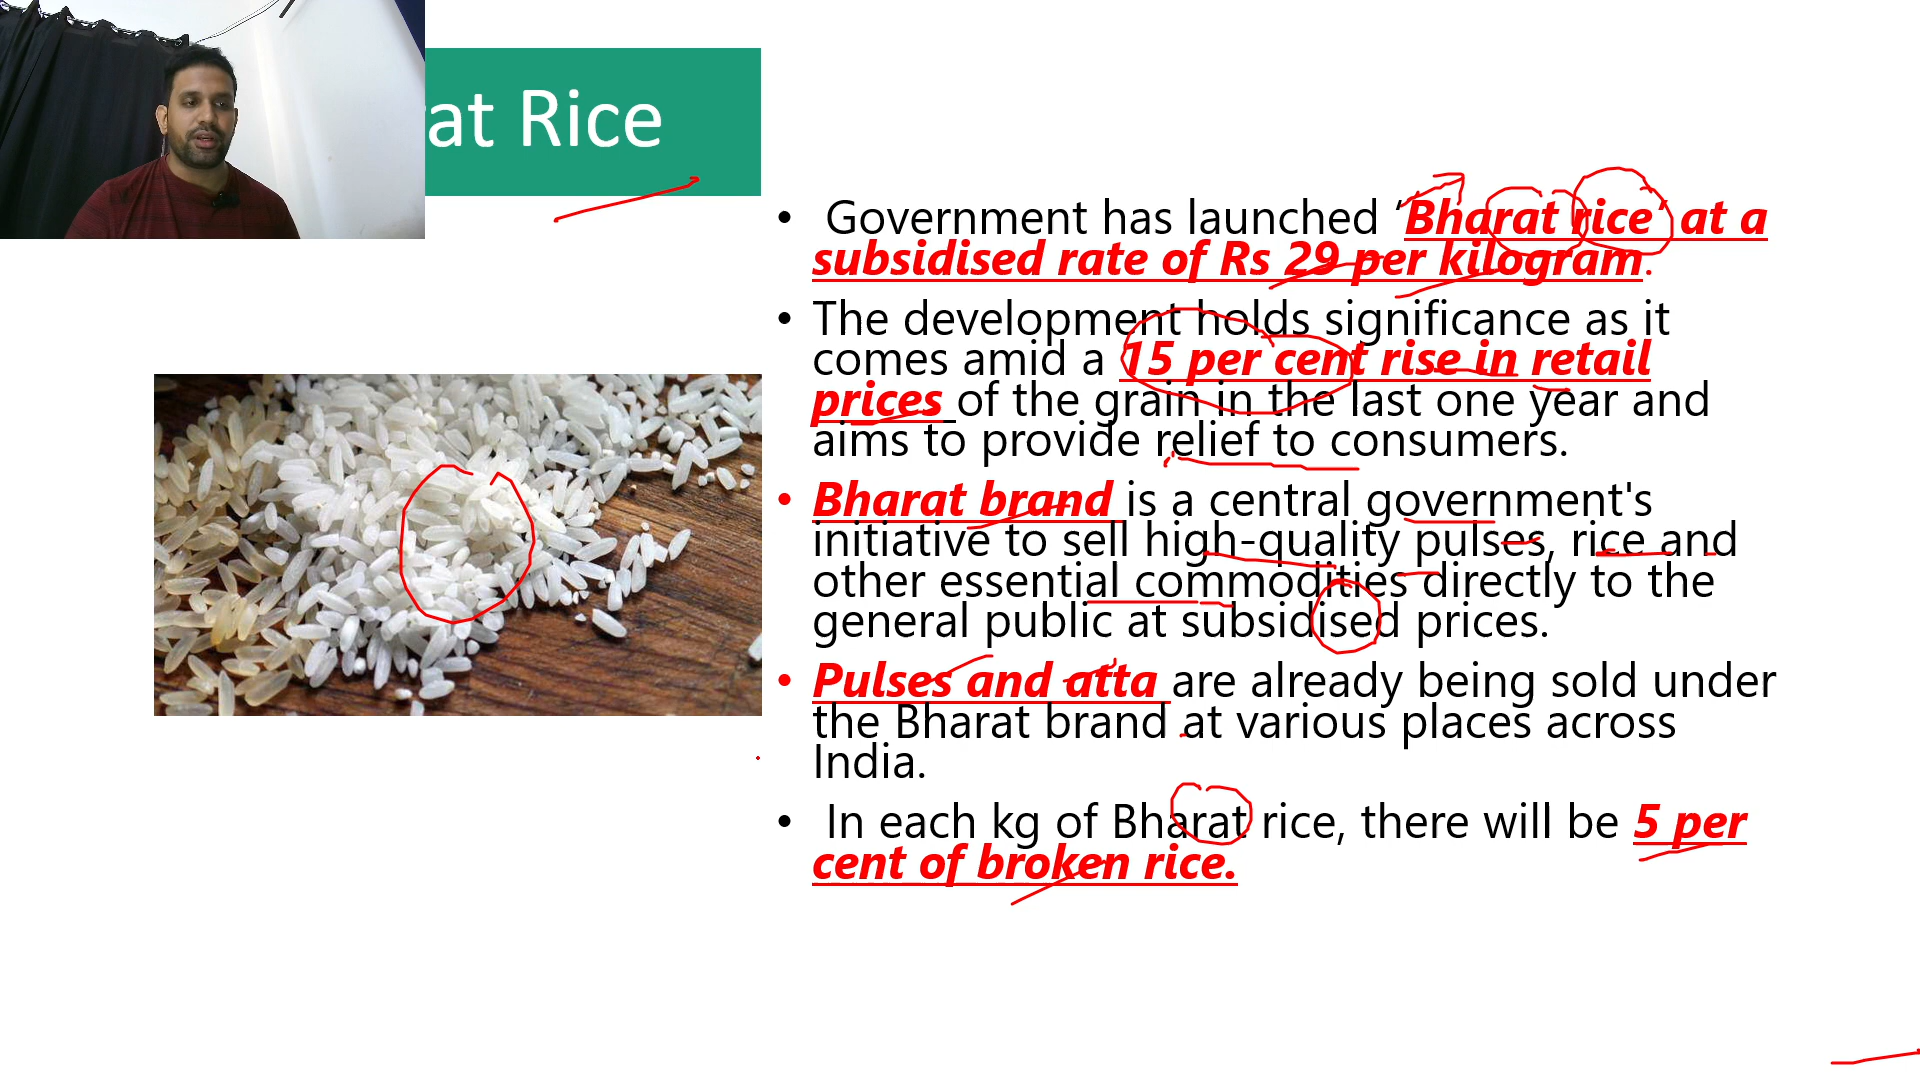 at Rice
• Government has launched ‘Bharat rice’ at a
subsidised rate of Rs 29 per kilogram.
• The development holds significance as it
comes amid a 15 per cent rise in retail
prices of the grain in the last one year and
aims to provide relief to consumers.
• Bharat brand is a central government's
initiative to sell high-quality pulses, rice and
other essential commodities directly to the
general public at subsidised prices.
• Pulses and atta are already being sold under
the Bharat brand at various places across
India.
• In each kg of Bharat rice, there will be 5 per
cent of broken rice.